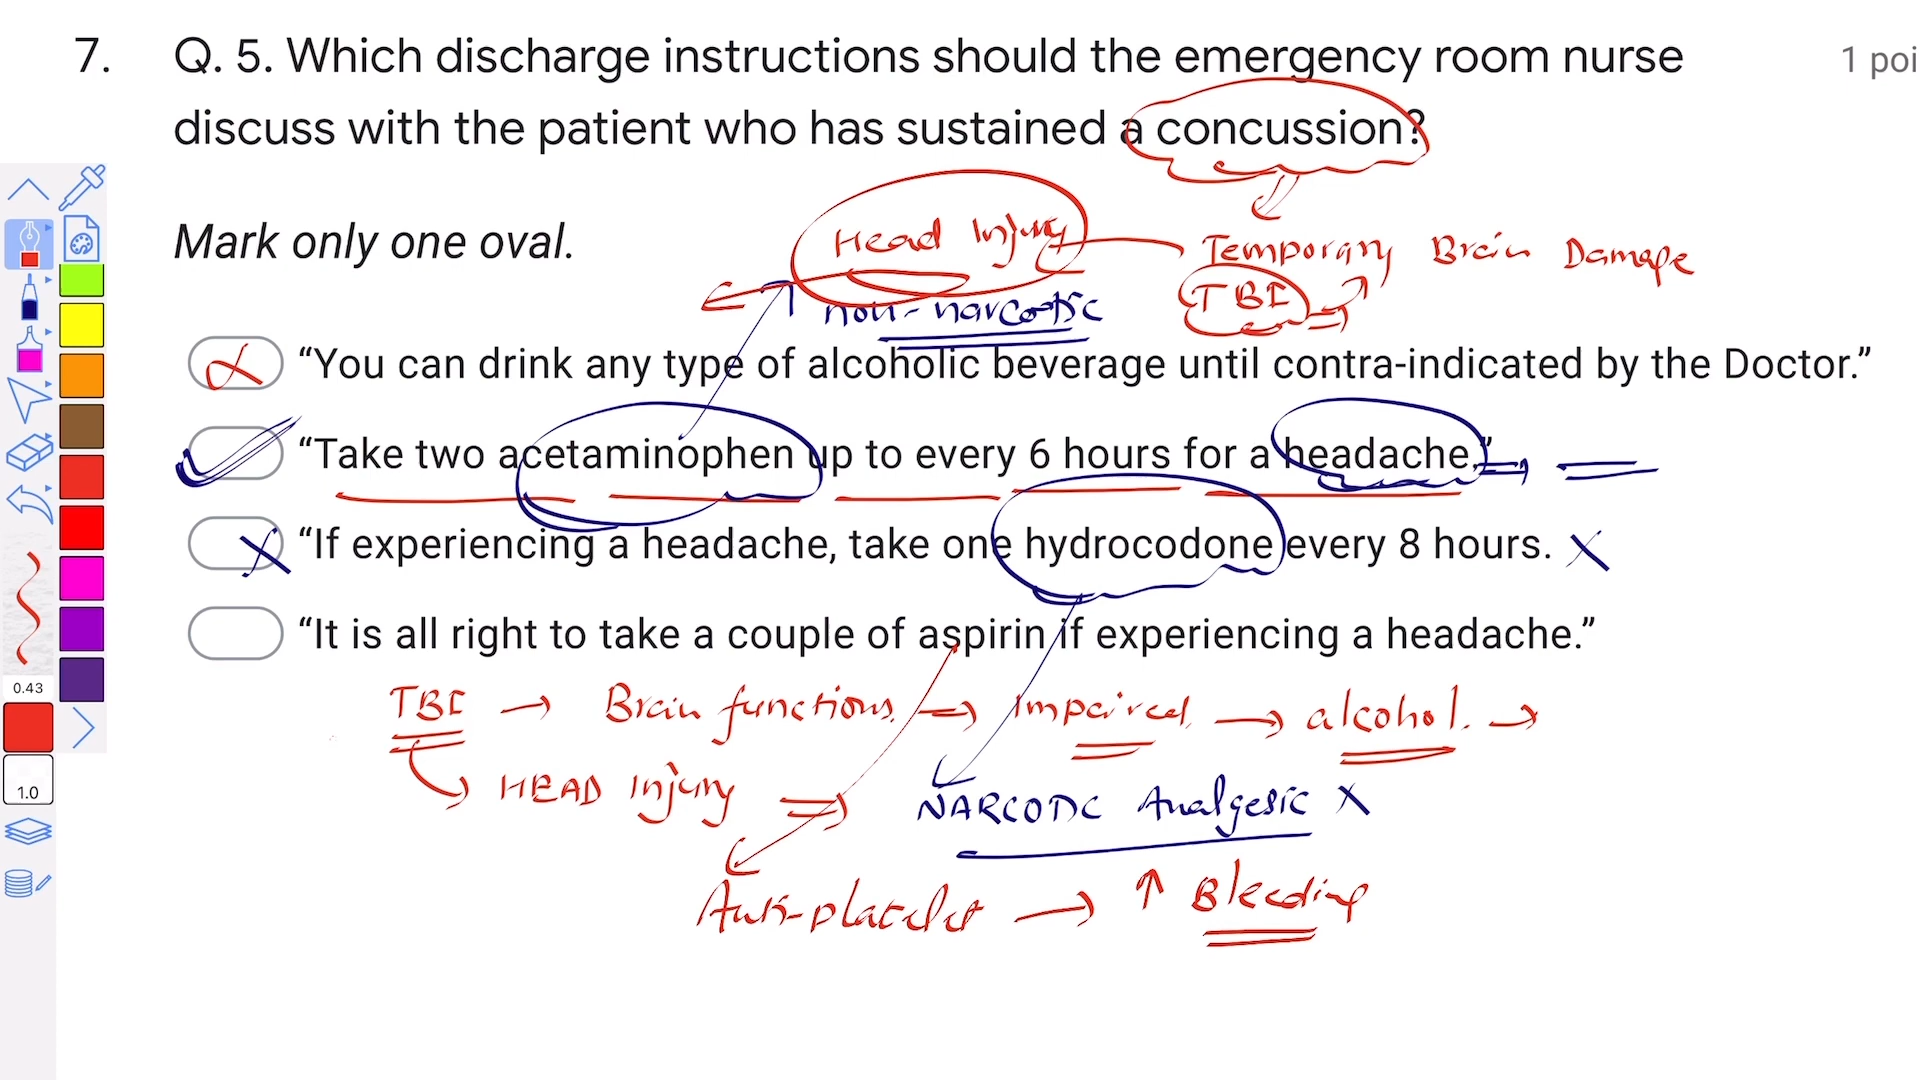 7. Q. 5. Which discharge instructions should the emergency room nurse 1 poi
discuss with the patient who has sustained a concussion?
Mark only one oval.
Head Injury
Temporary Brain Damage
TBI
non-narcotic
“You can drink any type of alcoholic beverage until contra-indicated by the Doctor.”
“Take two acetaminophen up to every 6 hours for a headache.”
“If experiencing a headache, take one hydrocodone every 8 hours.
“It is all right to take a couple of aspirin if experiencing a headache.”
TBI → Brain functions → Impaired → alcohol. →
HEAD Injury ⇒
NARCOTIC Analgesic X
Anti-platelet → ↑ Bleeding
0.43
1.0